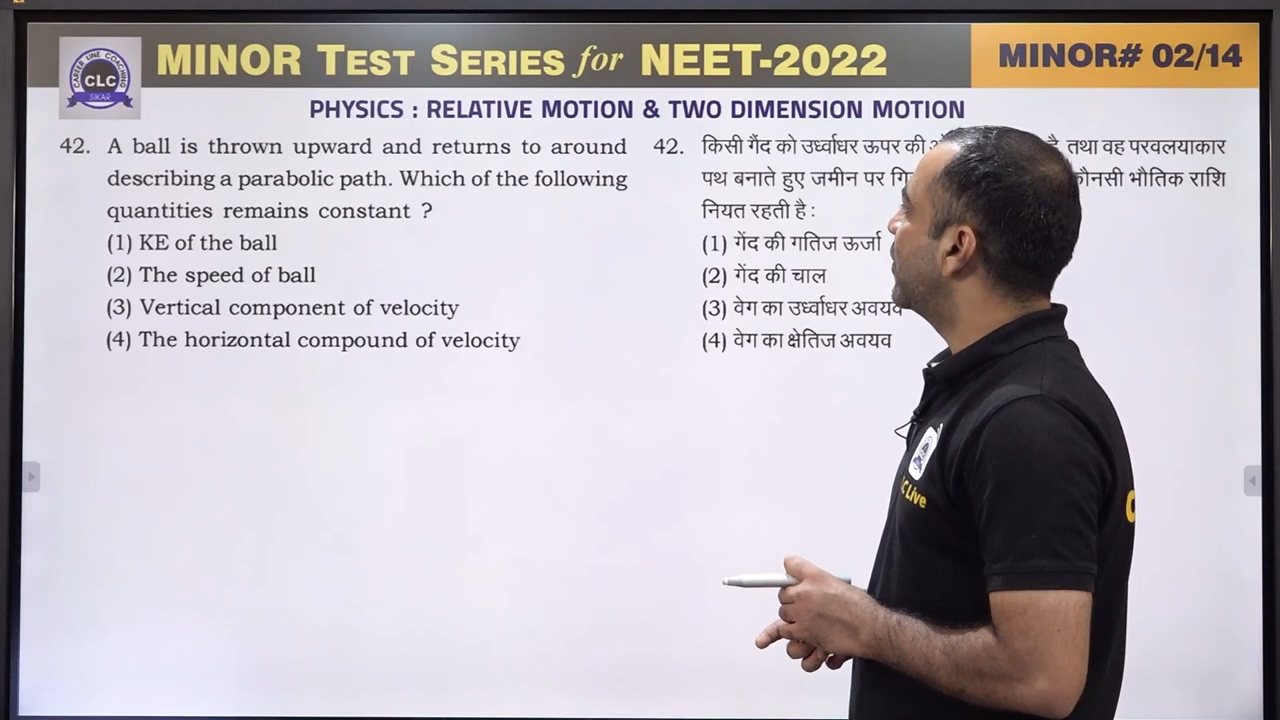 MINOR TEST SERIES for NEET-2022
MINOR# 02/14
CAREER LINE COACHING
CLC
SIKAR
PHYSICS : RELATIVE MOTION & TWO DIMENSION MOTION
42. A ball is thrown upward and returns to around
describing a parabolic path. Which of the following
quantities remains constant ?
(1) KE of the ball
(2) The speed of ball
(3) Vertical component of velocity
(4) The horizontal compound of velocity
42. किसी गैंद को उर्ध्वाधर ऊपर की है, तथा वह परवलयाकार
पथ बनाते हुए जमीन पर कौनसी भौतिक राशि
नियत रहती है :
(1) गेंद की गतिज ऊर्जा
(2) गेंद की चाल
(3) वेग का उर्ध्वाधर अवयव
(4) वेग का क्षेतिज अवयव
C Live